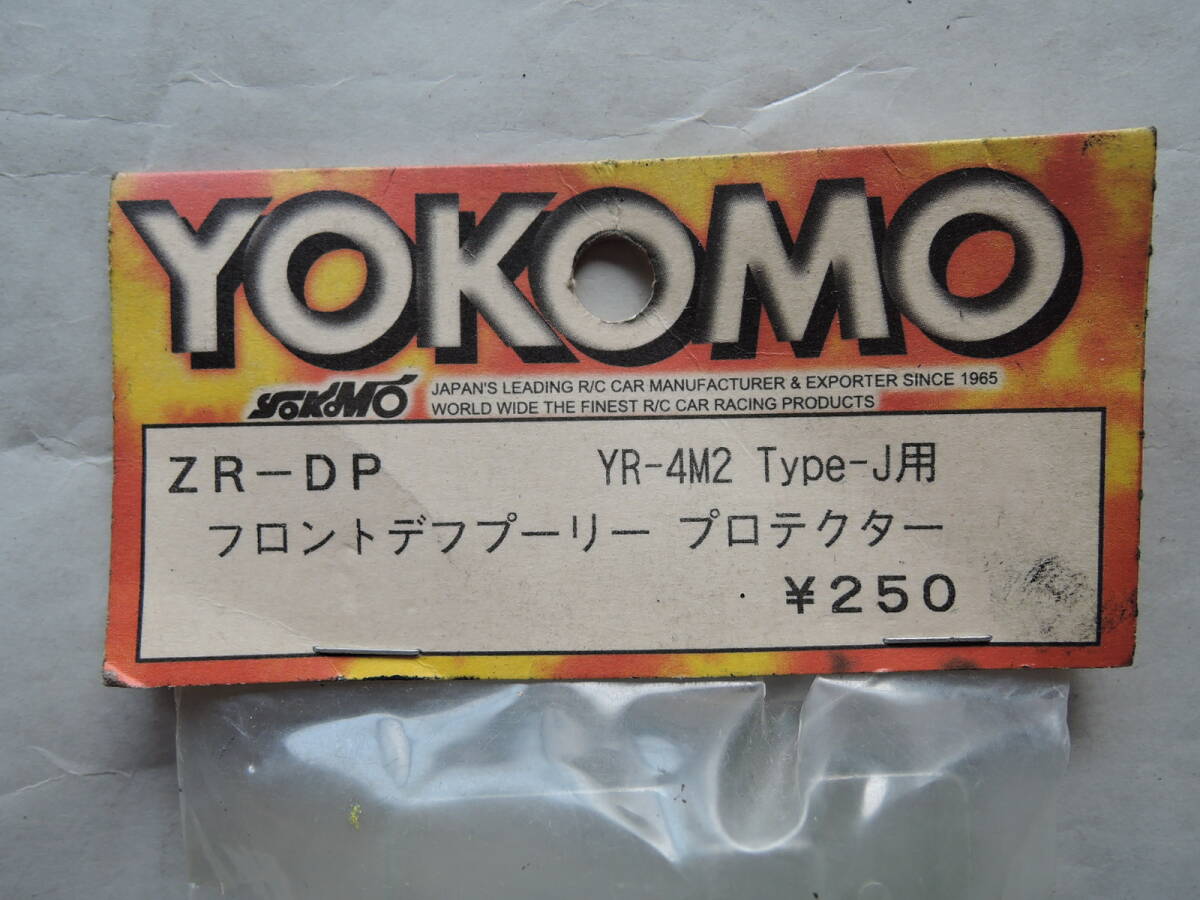 YOKOMO
YOKOMO
JAPAN'S LEADING R/C CAR MANUFACTURER & EXPORTER SINCE 1965
WORLD WIDE THE FINEST R/C CAR RACING PRODUCTS
ZR-DP YR-4M2 Type-J用
フロントデフプーリー プロテクター
¥250